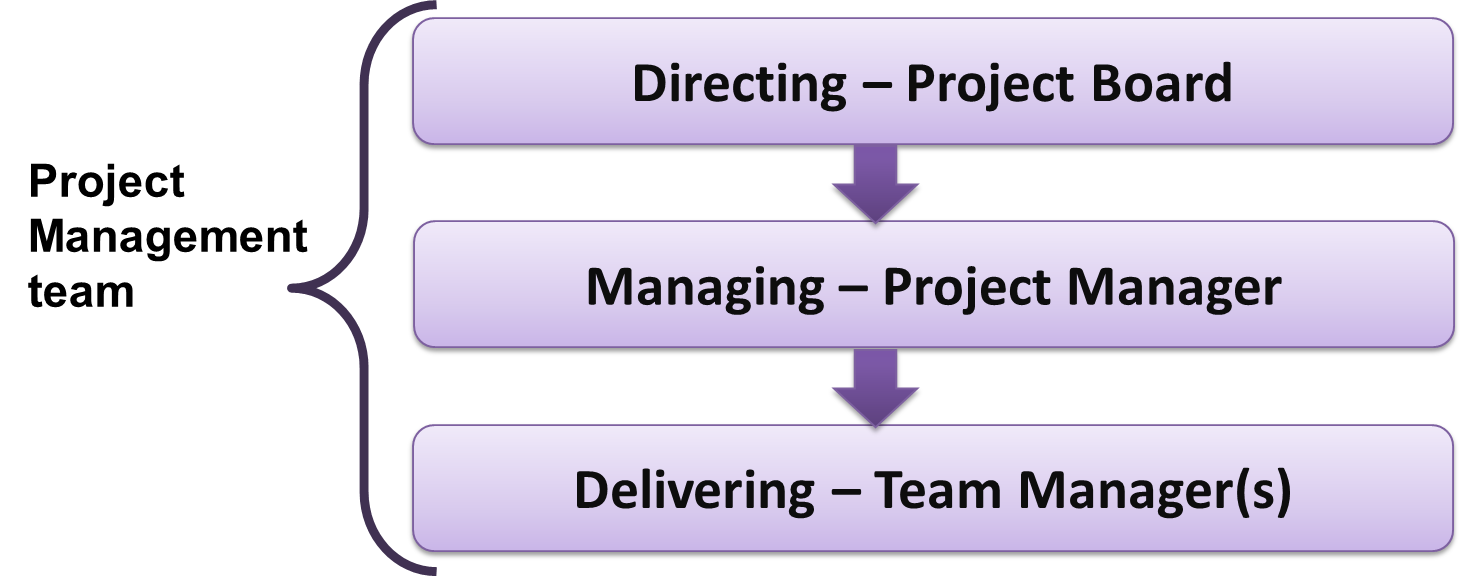 Project
Management
team
Directing – Project Board
Managing – Project Manager
Delivering – Team Manager(s)